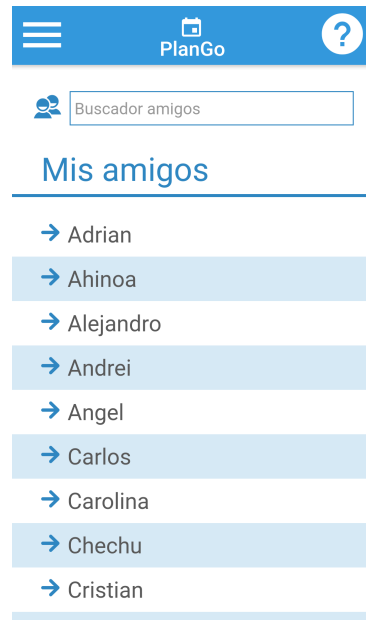 PlanGo
?
Buscador amigos
Mis amigos
Adrian
Ahinoa
Alejandro
Andrei
Angel
Carlos
Carolina
Chechu
Cristian